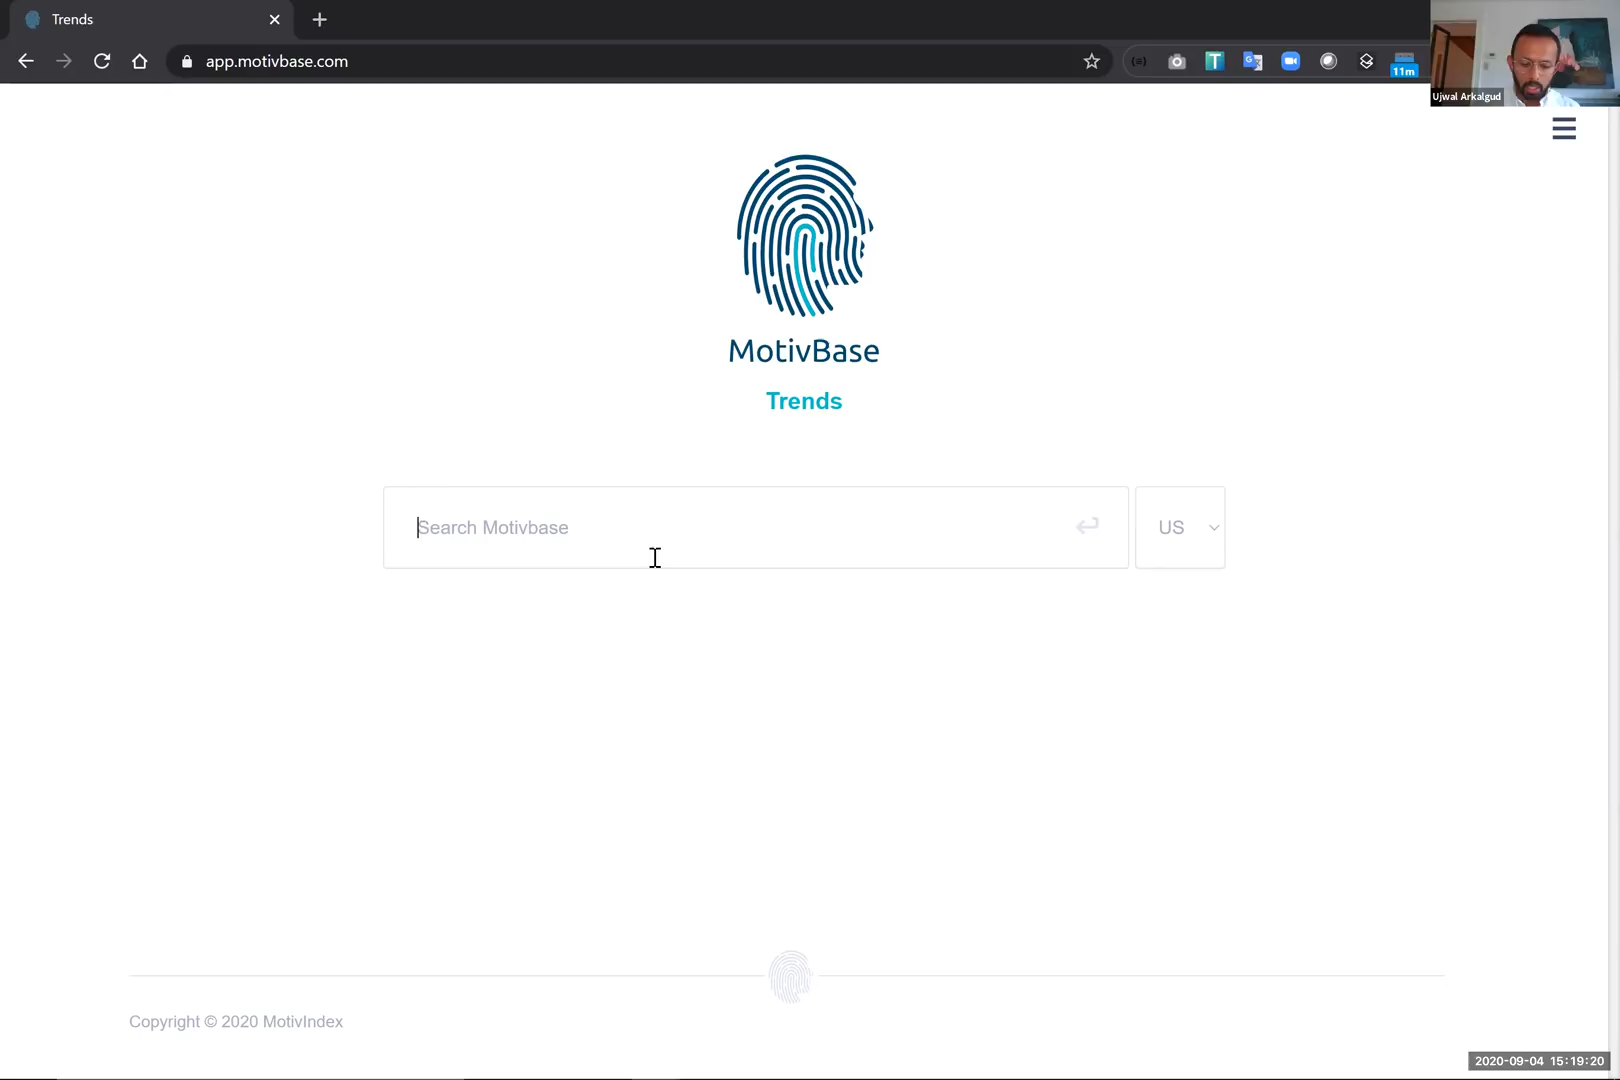 Trends
app.motivbase.com
T
G
11m
Ujwal Arkalgud
MotivBase
Trends
Search Motivbase
US
Copyright © 2020 MotivIndex
2020-09-04 15:19:20